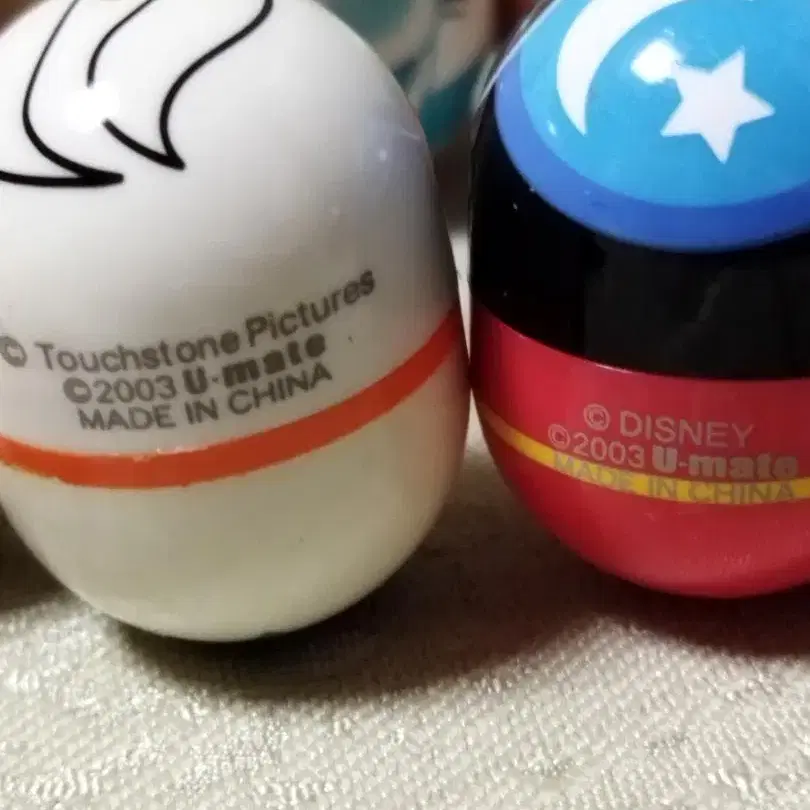 © Touchstone Pictures
©2003 U·mate
MADE IN CHINA
© DISNEY
©2003 U-mate
MADE IN CHINA